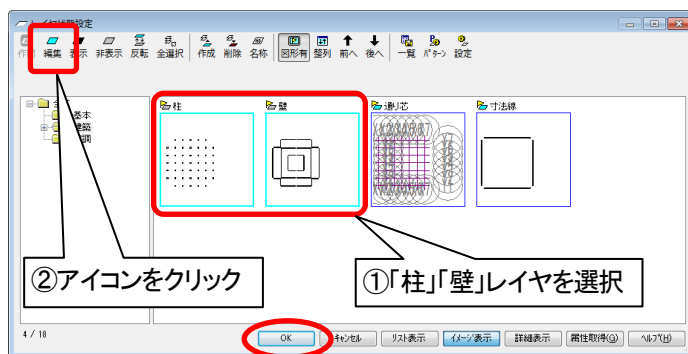 レイヤ状態設定
編集 表示 非表示 反転 全選択 作成 削除 名称 図形有 整列 前へ 後へ 一覧 パターン 設定
基本
柱 壁 通り芯 寸法線
②アイコンをクリック
①「柱」「壁」レイヤを選択
4 / 18
OK キャンセル リスト表示 イメージ表示 詳細表示 属性取得(G) ヘルプ(H)